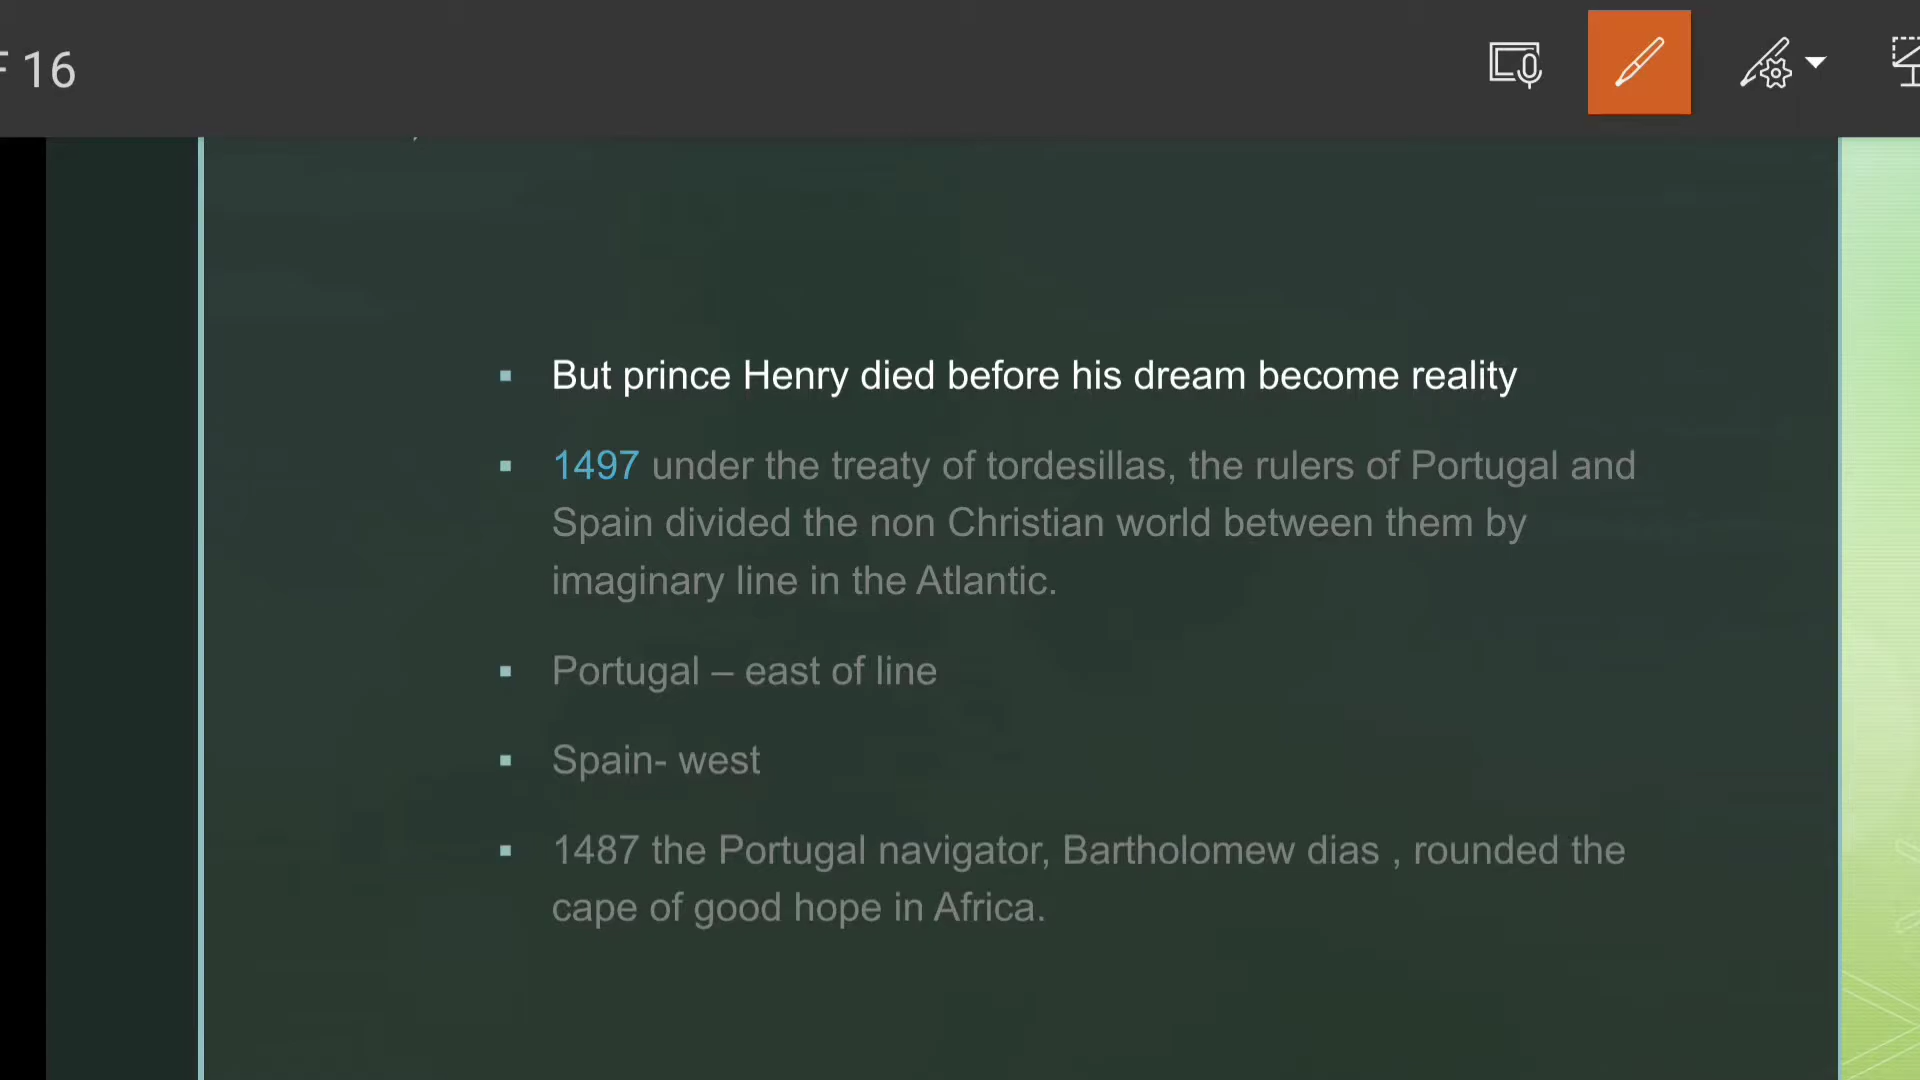 16
But prince Henry died before his dream become reality
1497 under the treaty of tordesillas, the rulers of Portugal and
Spain divided the non Christian world between them by
imaginary line in the Atlantic.
Portugal – east of line
Spain- west
1487 the Portugal navigator, Bartholomew dias , rounded the
cape of good hope in Africa.